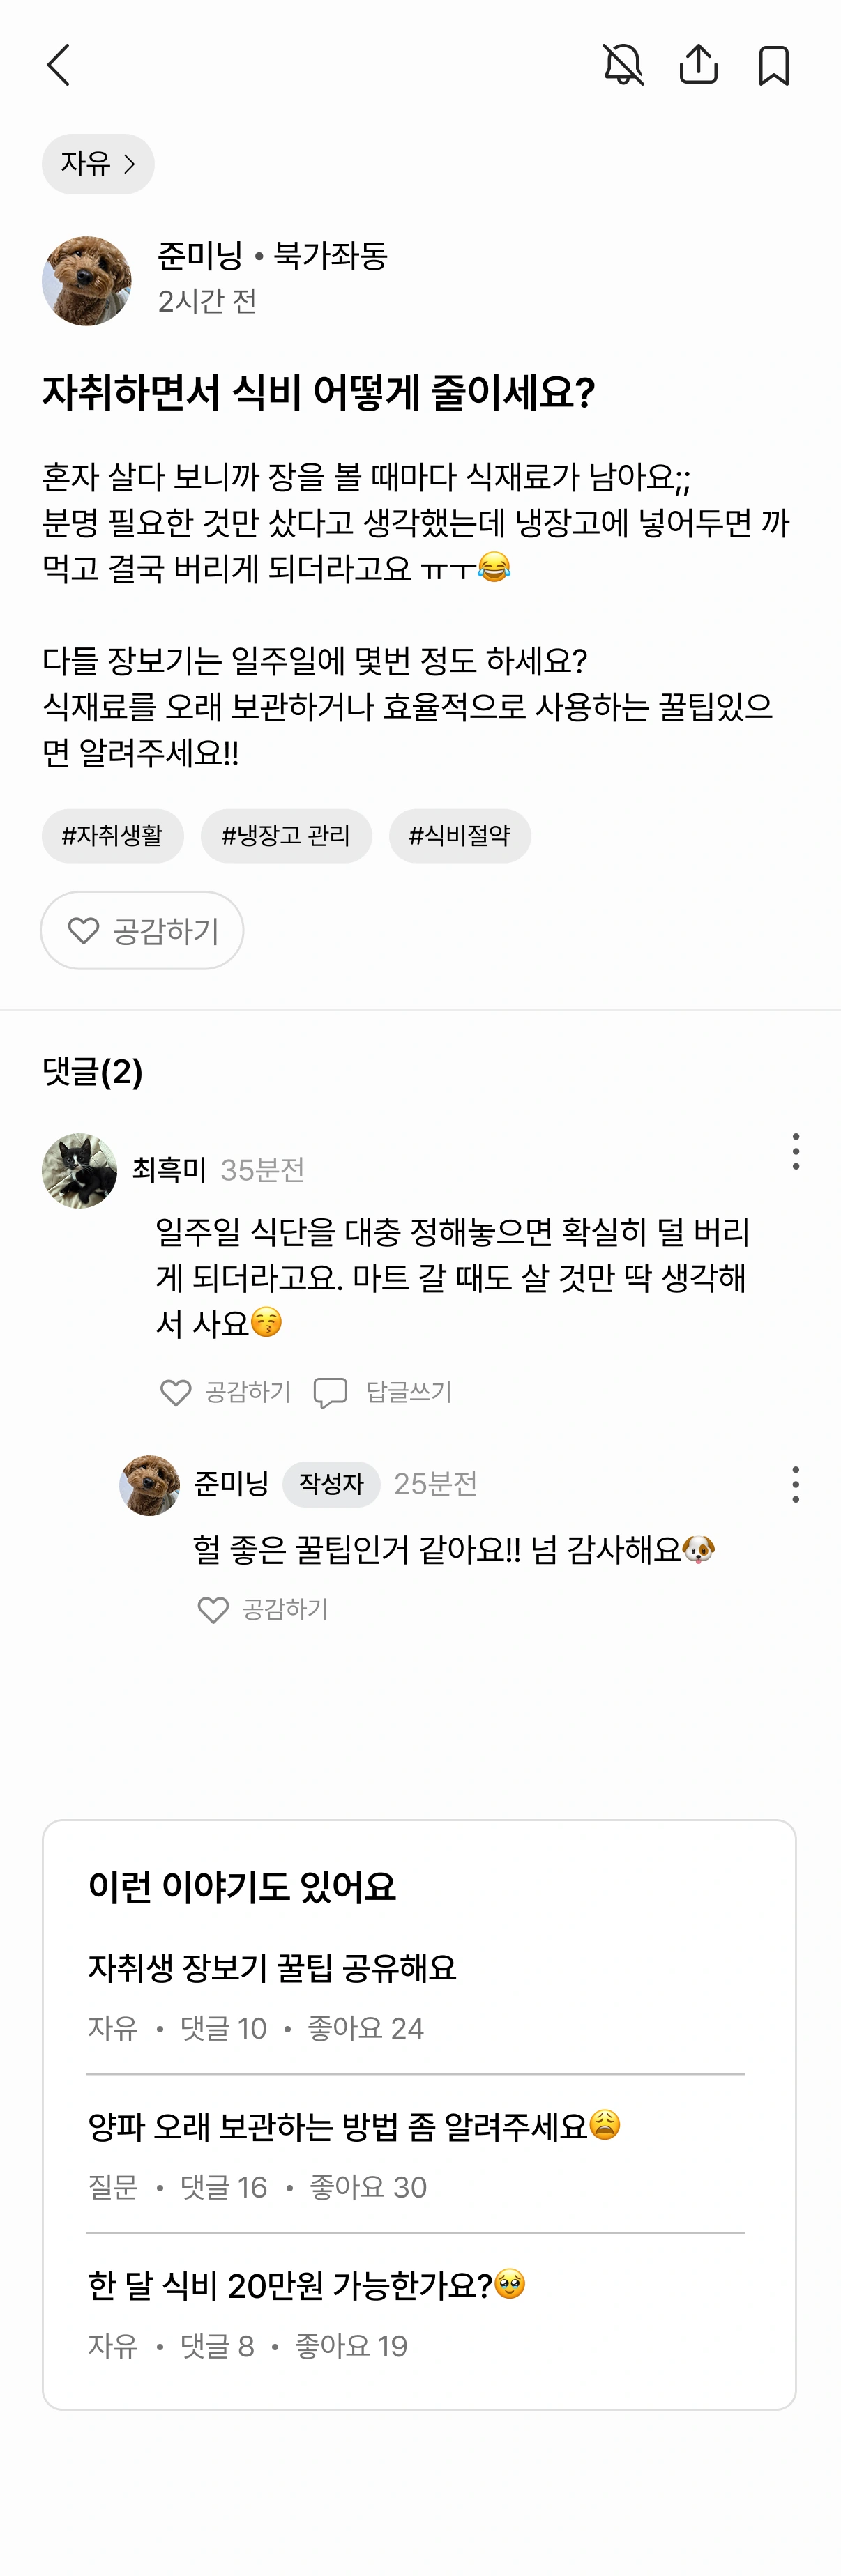 자유
준미닝 • 북가좌동
2시간 전
자취하면서 식비 어떻게 줄이세요?
혼자 살다 보니까 장을 볼 때마다 식재료가 남아요;;
분명 필요한 것만 샀다고 생각했는데 냉장고에 넣어두면 까
먹고 결국 버리게 되더라고요 ㅠㅜ😂
다들 장보기는 일주일에 몇번 정도 하세요?
식재료를 오래 보관하거나 효율적으로 사용하는 꿀팁있으
면 알려주세요!!
#자취생활 #냉장고 관리 #식비절약
공감하기
댓글(2)
최흑미 35분전
일주일 식단을 대충 정해놓으면 확실히 덜 버리
게 되더라고요. 마트 갈 때도 살 것만 딱 생각해
서 사요😚
공감하기 답글쓰기
준미닝 작성자 25분전
헐 좋은 꿀팁인거 같아요!! 넘 감사해요🐶
공감하기
이런 이야기도 있어요
자취생 장보기 꿀팁 공유해요
자유 • 댓글 10 • 좋아요 24
양파 오래 보관하는 방법 좀 알려주세요😩
질문 • 댓글 16 • 좋아요 30
한 달 식비 20만원 가능한가요?🥹
자유 • 댓글 8 • 좋아요 19